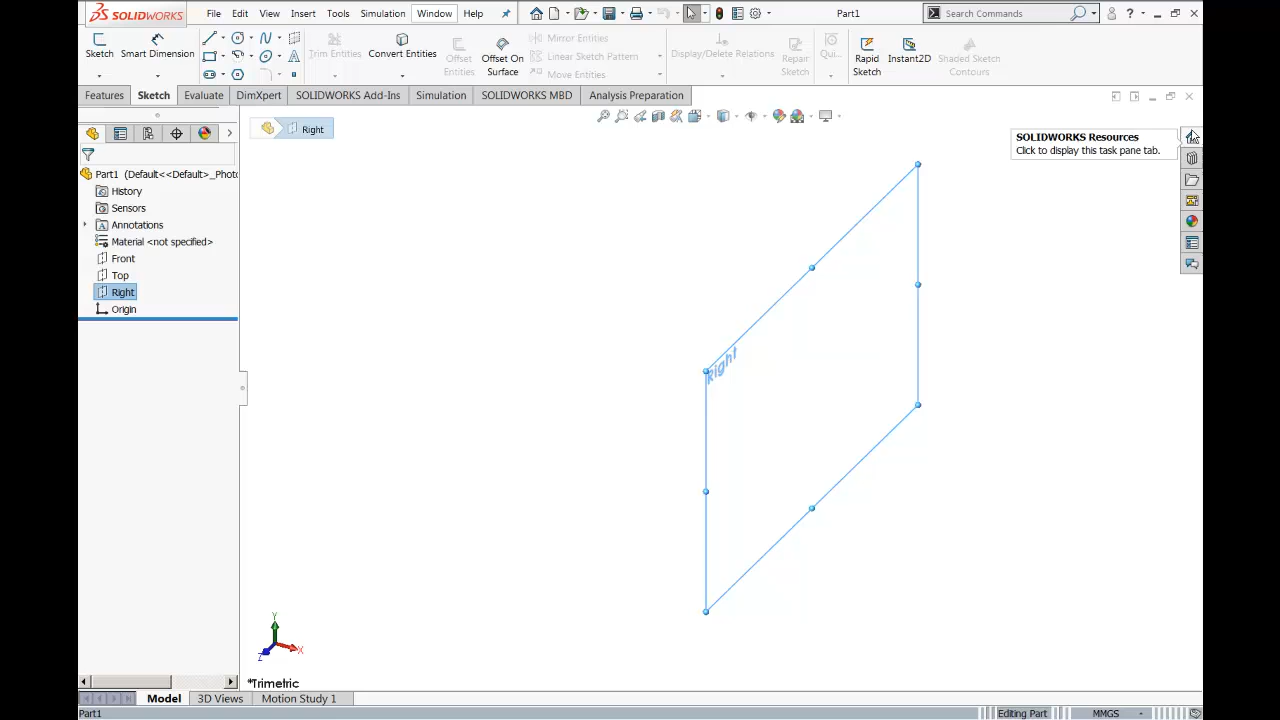 SOLIDWORKS File Edit View Insert Tools Simulation Window Help Part1 Search Commands
Sketch Smart Dimension Trim Entities Convert Entities Offset Entities Offset On Surface Mirror Entities Linear Sketch Pattern Move Entities Display/Delete Relations Repair Sketch Qui... Rapid Sketch Instant2D Shaded Sketch Contours
Features Sketch Evaluate DimXpert SOLIDWORKS Add-Ins Simulation SOLIDWORKS MBD Analysis Preparation
Right
SOLIDWORKS Resources
Click to display this task pane tab.
Part1 (Default<<Default>_Phot
History
Sensors
Annotations
Material <not specified>
Front
Top
Right
Origin
Right
Y
X
Z
*Trimetric
Model 3D Views Motion Study 1
Part1 Editing Part MMGS